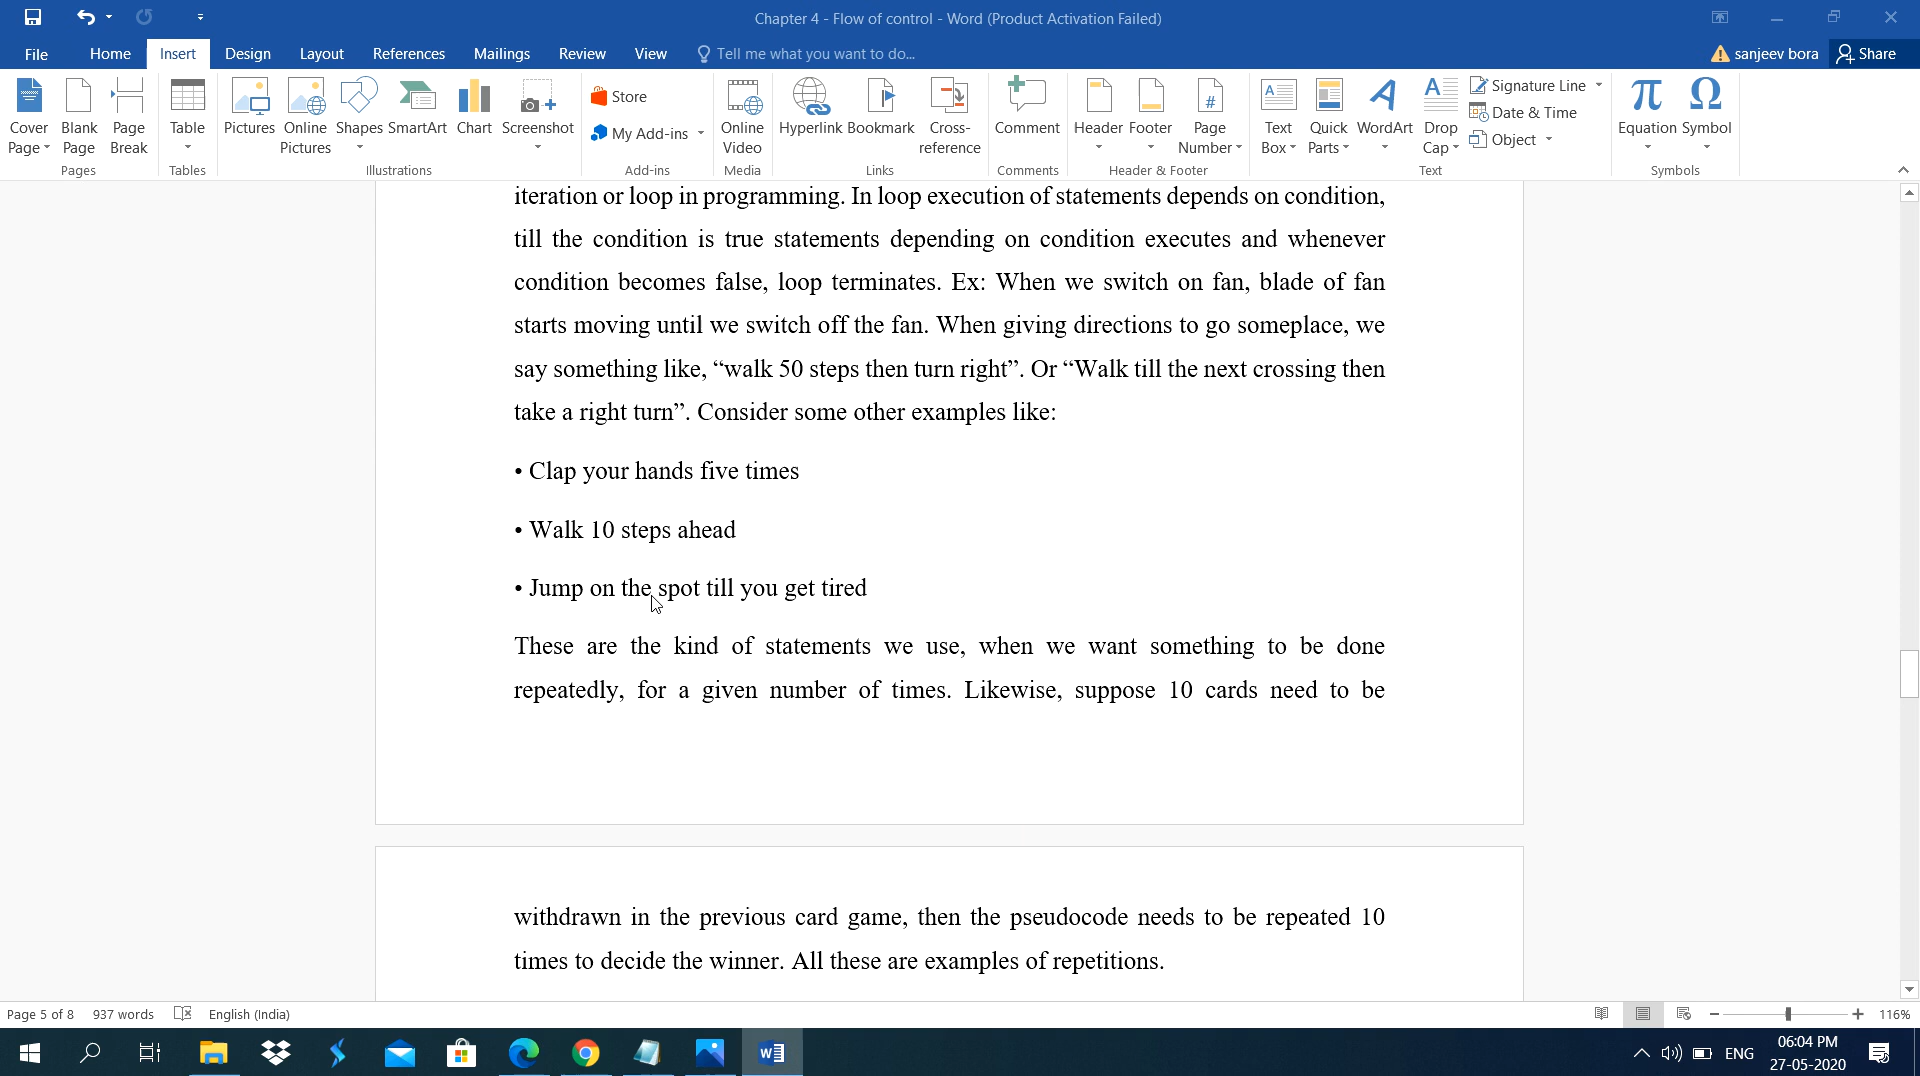 Chapter 4 - Flow of control - Word (Product Activation Failed)
File Home Insert Design Layout References Mailings Review View Tell me what you want to do... sanjeev bora Share
Cover Page
Blank Page
Page Break
Pages
Table
Tables
Pictures
Online Pictures
Shapes
SmartArt
Chart
Screenshot
Illustrations
Store
My Add-ins
Add-ins
Online Video
Media
Hyperlink
Bookmark
Cross-reference
Links
Comment
Comments
Header
Footer
Page Number
Header & Footer
Text Box
Quick Parts
WordArt
Drop Cap
Signature Line
Date & Time
Object
Text
Equation
Symbol
Symbols
iteration or loop in programming. In loop execution of statements depends on condition,
till the condition is true statements depending on condition executes and whenever
condition becomes false, loop terminates. Ex: When we switch on fan, blade of fan
starts moving until we switch off the fan. When giving directions to go someplace, we
say something like, “walk 50 steps then turn right”. Or “Walk till the next crossing then
take a right turn”. Consider some other examples like:
• Clap your hands five times
• Walk 10 steps ahead
• Jump on the spot till you get tired
These are the kind of statements we use, when we want something to be done
repeatedly, for a given number of times. Likewise, suppose 10 cards need to be
withdrawn in the previous card game, then the pseudocode needs to be repeated 10
times to decide the winner. All these are examples of repetitions.
Page 5 of 8 937 words English (India) 116%
ENG 06:04 PM
27-05-2020